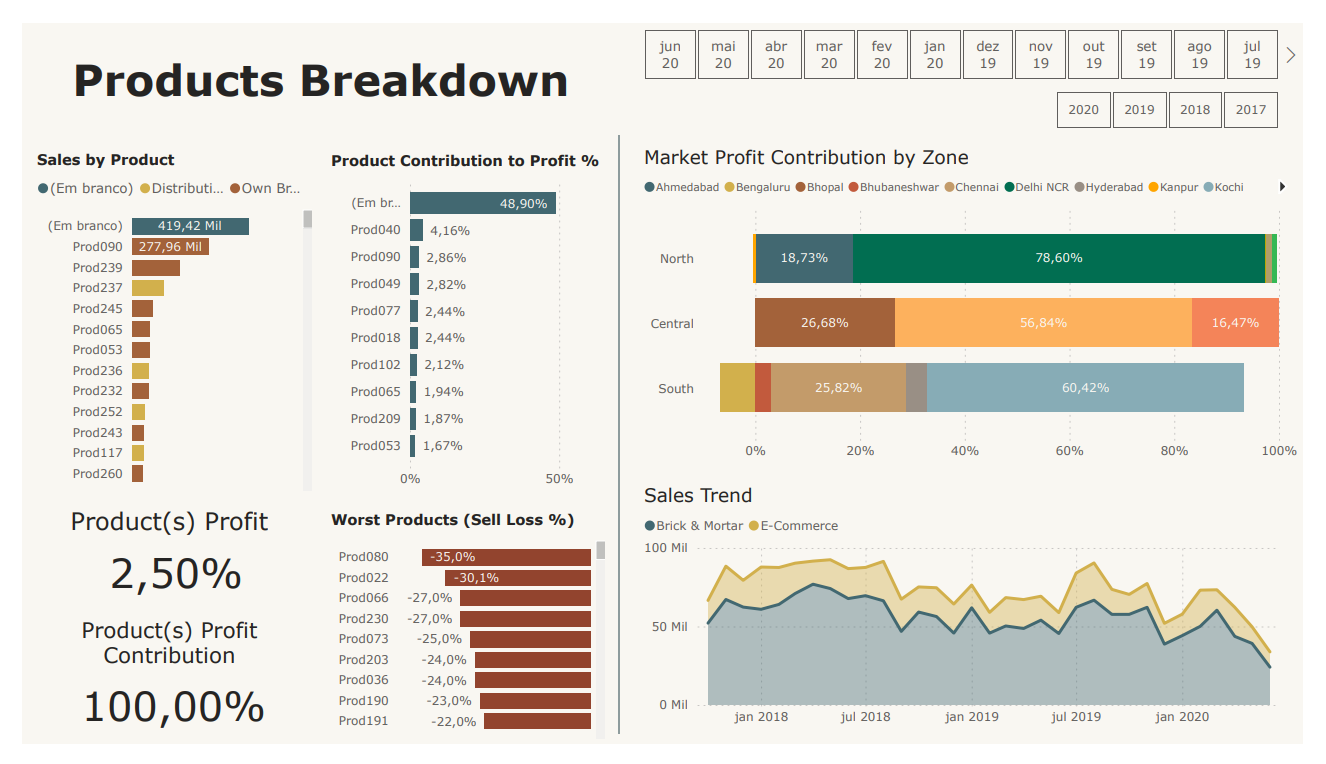 Products Breakdown
jun
20
mai
20
abr
20
mar
20
fev
20
jan
20
dez
19
nov
19
out
19
set
19
ago
19
jul
19
2020
2019
2018
2017
Sales by Product
(Em branco) Distributi... Own Br...
(Em branco) 419,42 Mil
Prod090 277,96 Mil
Prod239
Prod237
Prod245
Prod065
Prod053
Prod236
Prod232
Prod252
Prod243
Prod117
Prod260
Product Contribution to Profit %
(Em br... 48,90%
Prod040 4,16%
Prod090 2,86%
Prod049 2,82%
Prod077 2,44%
Prod018 2,44%
Prod102 2,12%
Prod065 1,94%
Prod209 1,87%
Prod053 1,67%
0% 50%
Product(s) Profit
2,50%
Product(s) Profit
Contribution
100,00%
Worst Products (Sell Loss %)
Prod080 -35,0%
Prod022 -30,1%
Prod066 -27,0%
Prod230 -27,0%
Prod073 -25,0%
Prod203 -24,0%
Prod036 -24,0%
Prod190 -23,0%
Prod191 -22,0%
Market Profit Contribution by Zone
Ahmedabad Bengaluru Bhopal Bhubaneshwar Chennai Delhi NCR Hyderabad Kanpur Kochi
North 18,73% 78,60%
Central 26,68% 56,84% 16,47%
South 25,82% 60,42%
0% 20% 40% 60% 80% 100%
Sales Trend
Brick & Mortar E-Commerce
100 Mil
50 Mil
0 Mil
jan 2018 jul 2018 jan 2019 jul 2019 jan 2020